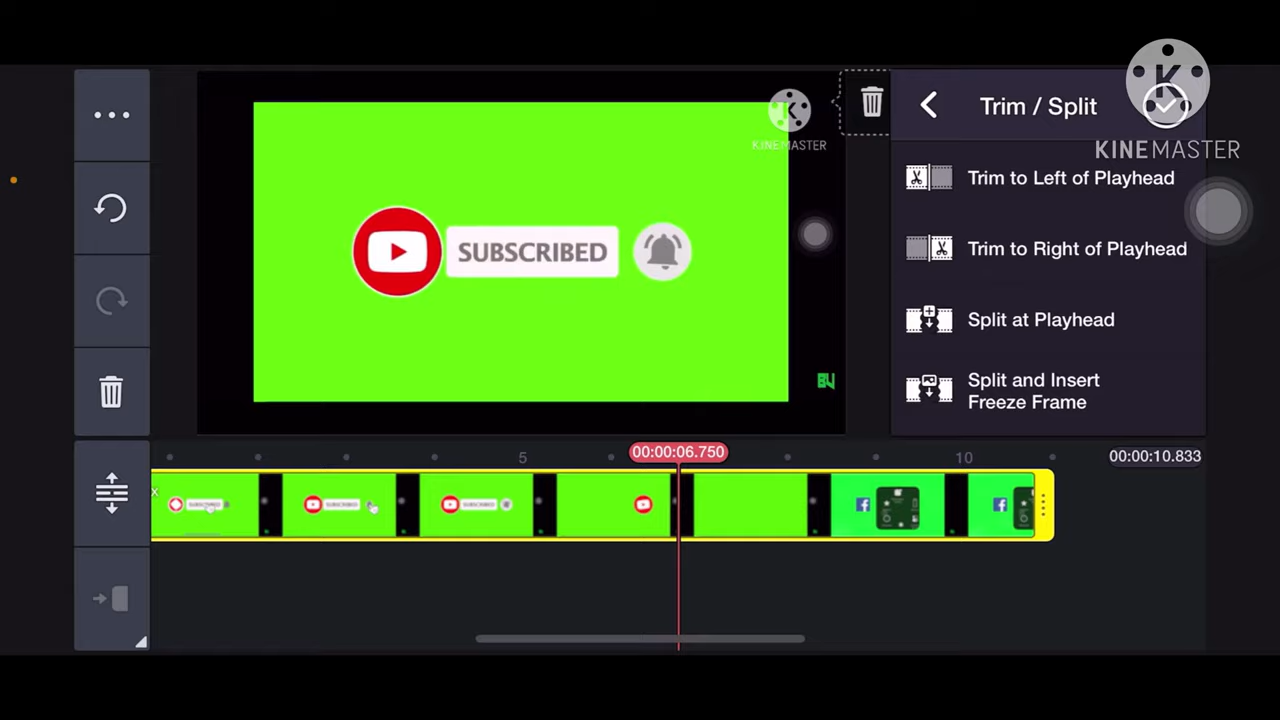 Trim / Split
KINEMASTER
KINEMASTER
Trim to Left of Playhead
Trim to Right of Playhead
SUBSCRIBED
Split at Playhead
Split and Insert
Freeze Frame
00:00:06.750
5
10
00:00:10.833